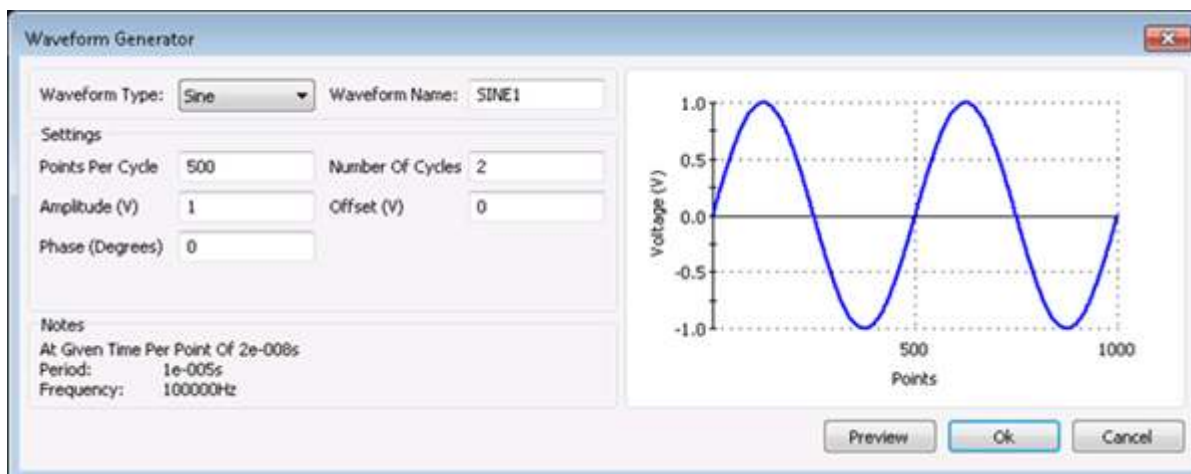 Waveform Generator
Waveform Type: Sine Waveform Name: SINE1
Settings
Points Per Cycle 500 Number Of Cycles 2
Amplitude (V) 1 Offset (V) 0
Phase (Degrees) 0
Notes
At Given Time Per Point Of 2e-008s
Period: 1e-005s
Frequency: 100000Hz
Voltage (V)
1.0
0.5
0.0
-0.5
-1.0
500 1000
Points
Preview Ok Cancel